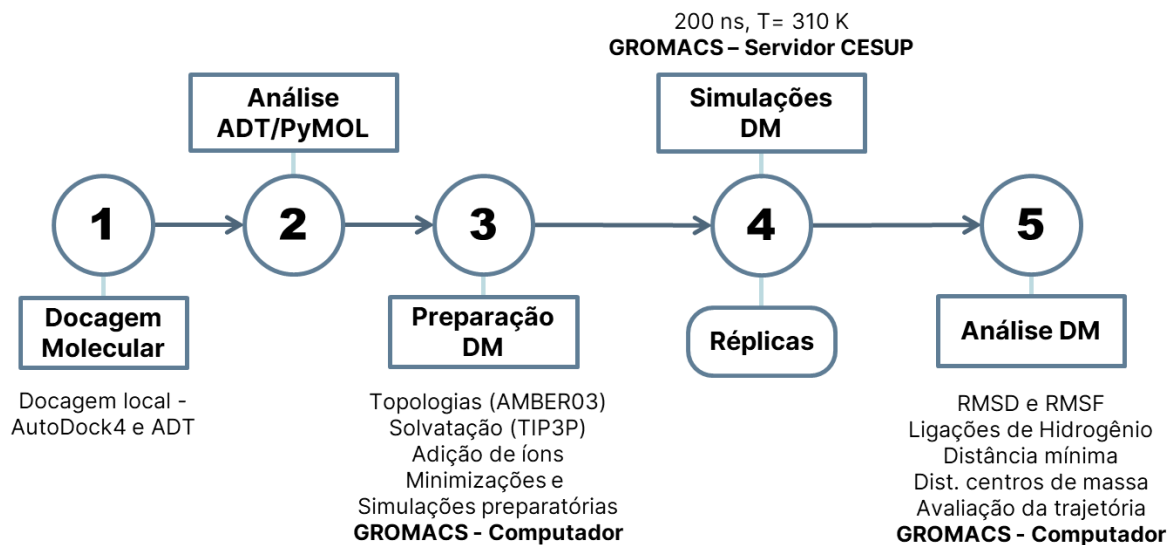 200 ns, T= 310 K
GROMACS – Servidor CESUP
Análise
ADT/PyMOL
Simulações
DM
1
2
3
4
5
Docagem
Molecular
Preparação
DM
Réplicas
Análise DM
Docagem local -
AutoDock4 e ADT
Topologias (AMBER03)
Solvatação (TIP3P)
Adição de íons
Minimizações e
Simulações preparatórias
GROMACS - Computador
RMSD e RMSF
Ligações de Hidrogênio
Distância mínima
Dist. centros de massa
Avaliação da trajetória
GROMACS - Computador